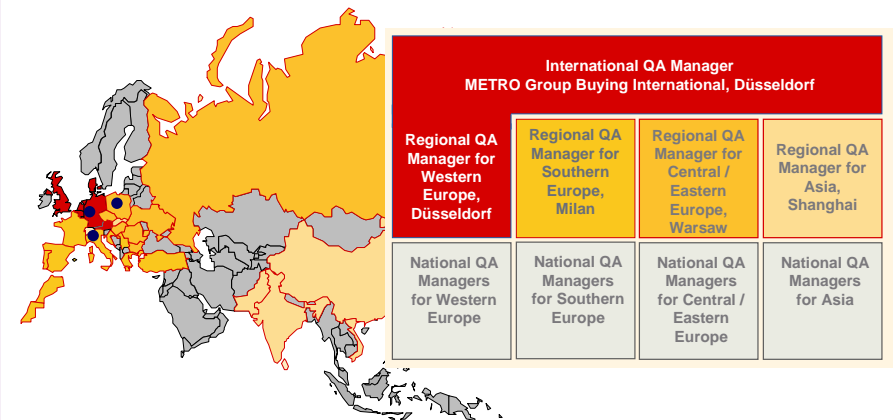 International QA Manager
METRO Group Buying International, Düsseldorf
Regional QA
Manager for
Western
Europe,
Düsseldorf
Regional QA
Manager for
Southern
Europe,
Milan
Regional QA
Manager for
Central /
Eastern
Europe,
Warsaw
Regional QA
Manager for
Asia,
Shanghai
National QA
Managers
for Western
Europe
National QA
Managers
for Southern
Europe
National QA
Managers
for Central /
Eastern
Europe
National QA
Managers
for Asia